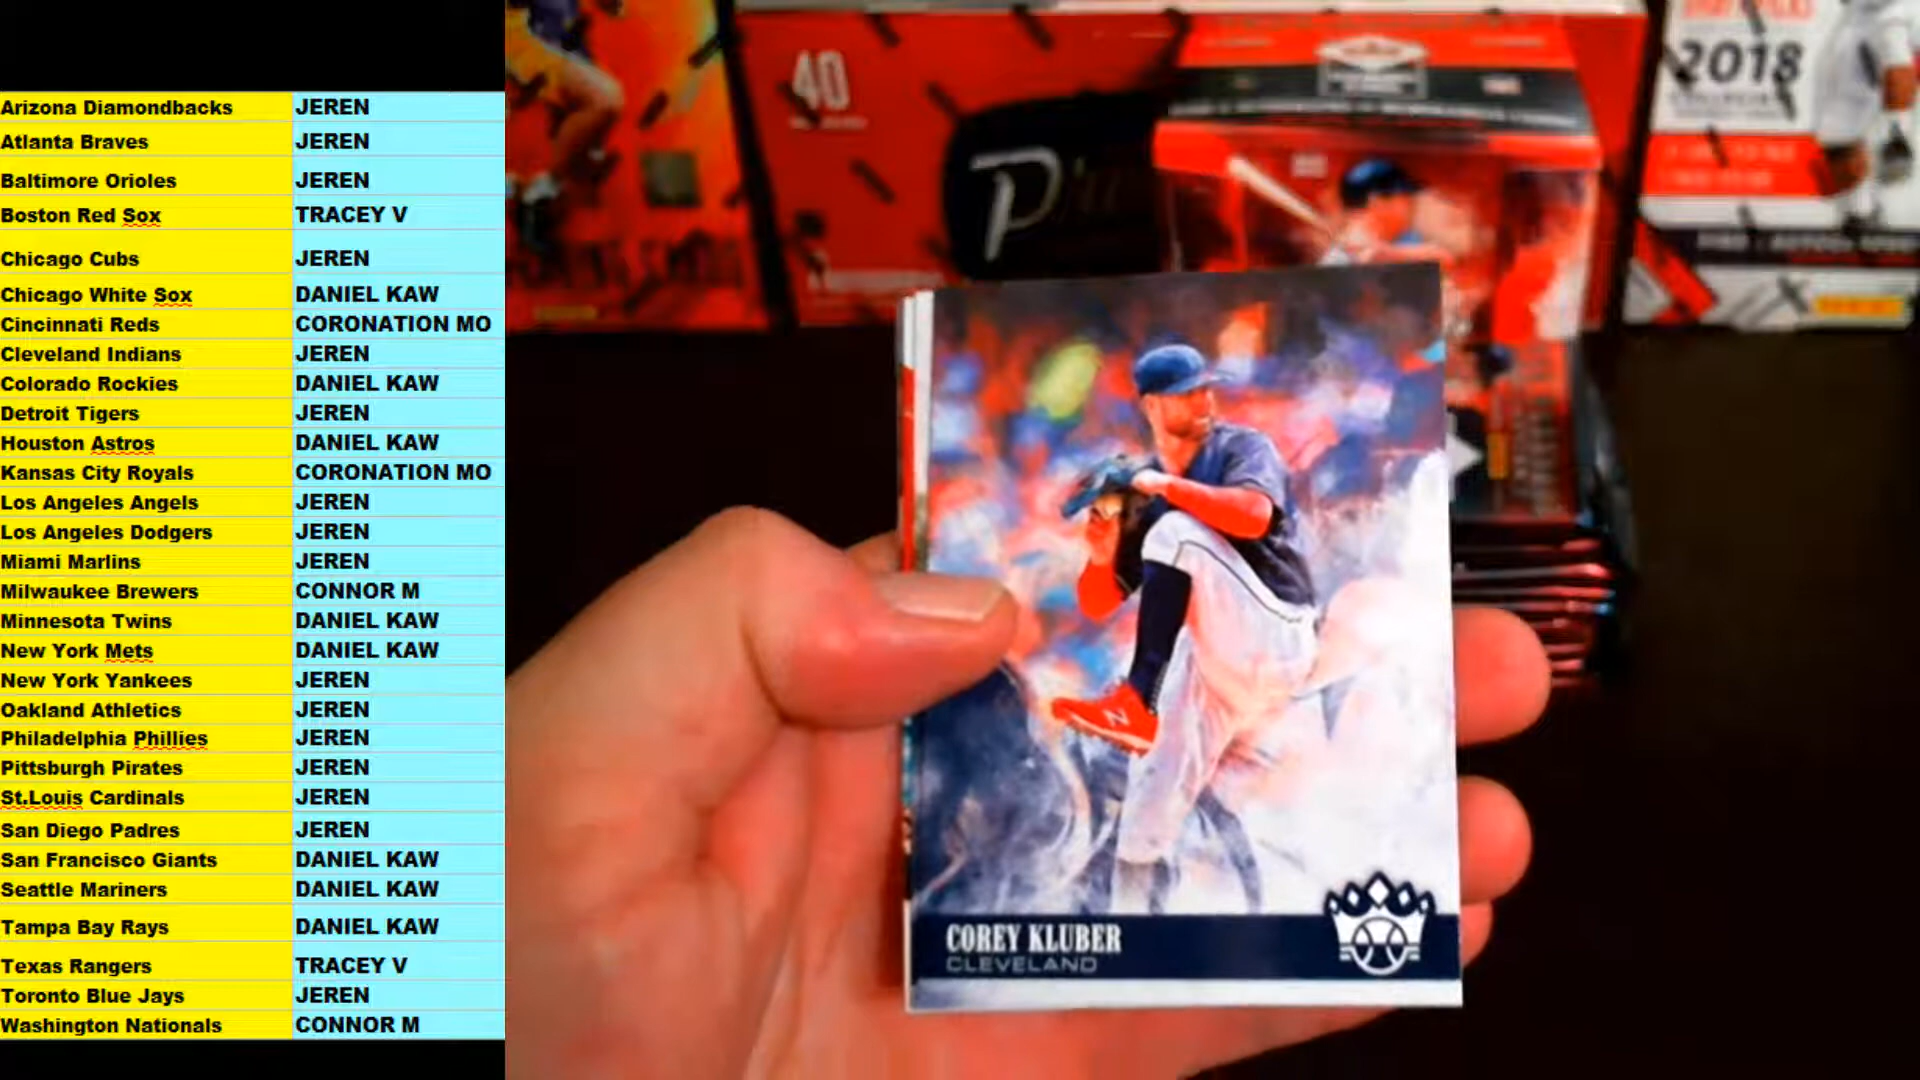 Arizona Diamondbacks JEREN
Atlanta Braves JEREN
Baltimore Orioles JEREN
Boston Red Sox TRACEY V
Chicago Cubs JEREN
Chicago White Sox DANIEL KAW
Cincinnati Reds CORONATION MO
Cleveland Indians JEREN
Colorado Rockies DANIEL KAW
Detroit Tigers JEREN
Houston Astros DANIEL KAW
Kansas City Royals CORONATION MO
Los Angeles Angels JEREN
Los Angeles Dodgers JEREN
Miami Marlins JEREN
Milwaukee Brewers CONNOR M
Minnesota Twins DANIEL KAW
New York Mets DANIEL KAW
New York Yankees JEREN
Oakland Athletics JEREN
Philadelphia Phillies JEREN
Pittsburgh Pirates JEREN
St.Louis Cardinals JEREN
San Diego Padres JEREN
San Francisco Giants DANIEL KAW
Seattle Mariners DANIEL KAW
Tampa Bay Rays DANIEL KAW
Texas Rangers TRACEY V
Toronto Blue Jays JEREN
Washington Nationals CONNOR M
40
2018
N
COREY KLUBER
CLEVELAND